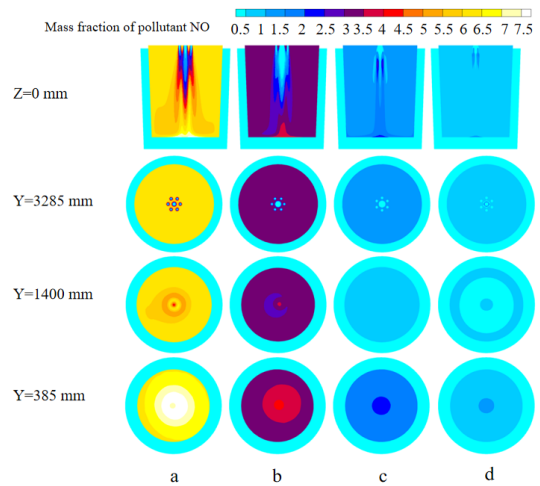 Mass fraction of pollutant NO
0.5 1 1.5 2 2.5 3 3.5 4 4.5 5 5.5 6 6.5 7 7.5
Z=0 mm
Y=3285 mm
Y=1400 mm
Y=385 mm
a b c d